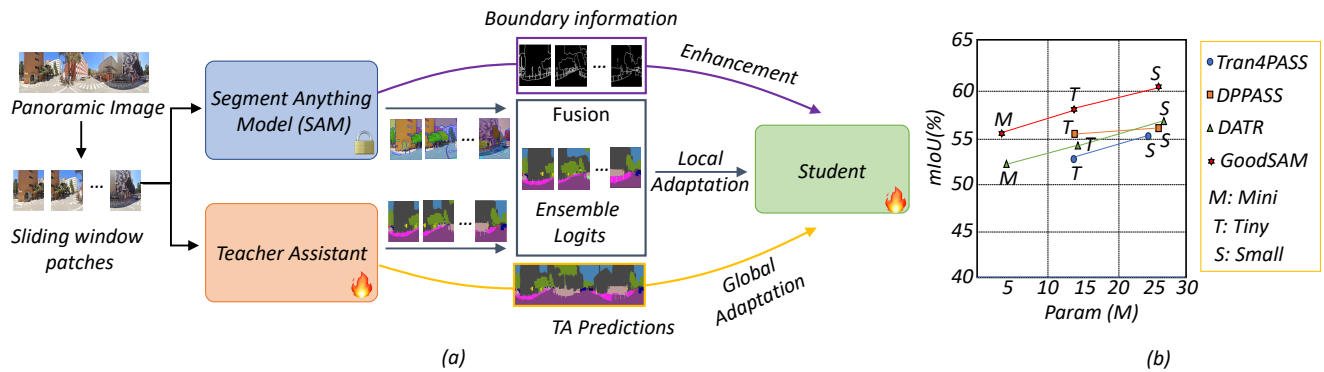 Boundary information
Panoramic Image
Segment Anything
Model (SAM)
Enhancement
Fusion
Sliding window
patches
...
Teacher Assistant
...
...
...
...
Ensemble
Logits
Local
Adaptation
Student
Global
Adaptation
TA Predictions
(a)
mIoU(%)
65
60
55
50
45
40
5
10
15
20
25
30
Param (M)
M
T
S
T
S
M
T
S
T
S
Tran4PASS
DPPASS
DATR
GoodSAM
M: Mini
T: Tiny
S: Small
(b)